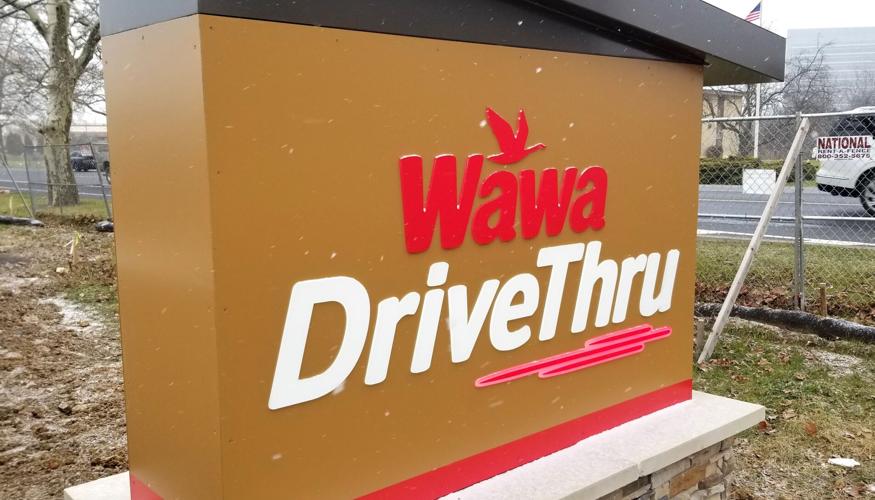 Wawa
DriveThru
NATIONAL
RENT-A-FENCE
800-352-5675